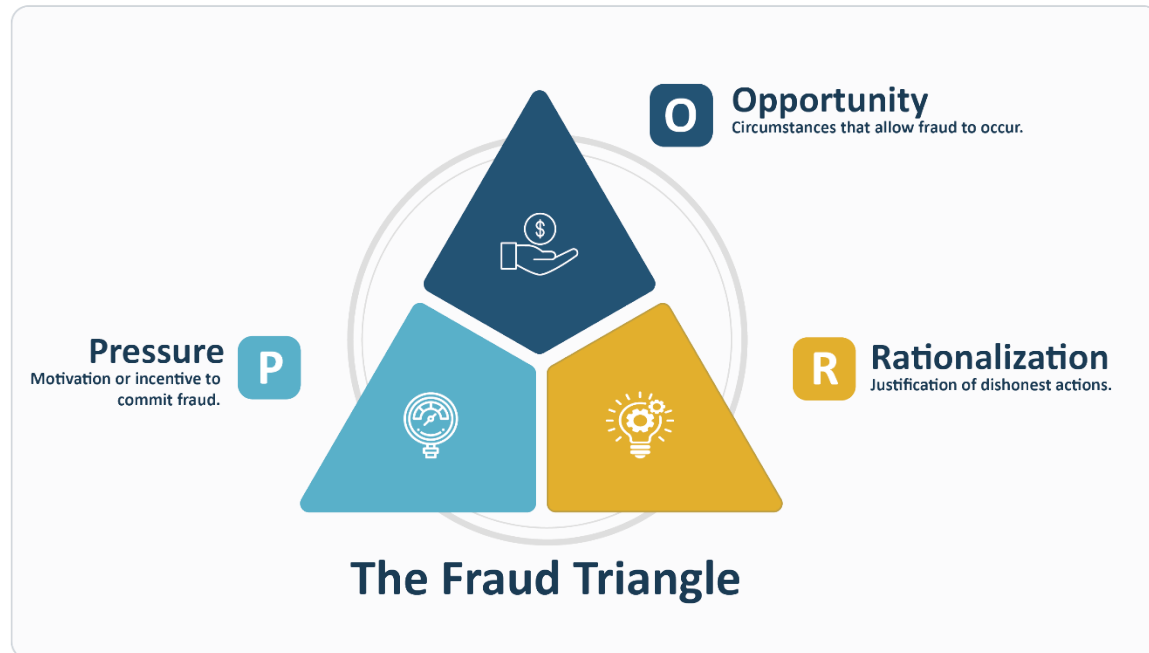 O
Opportunity
Circumstances that allow fraud to occur.
$
Pressure
Motivation or incentive to
commit fraud.
P
R
Rationalization
Justification of dishonest actions.
The Fraud Triangle